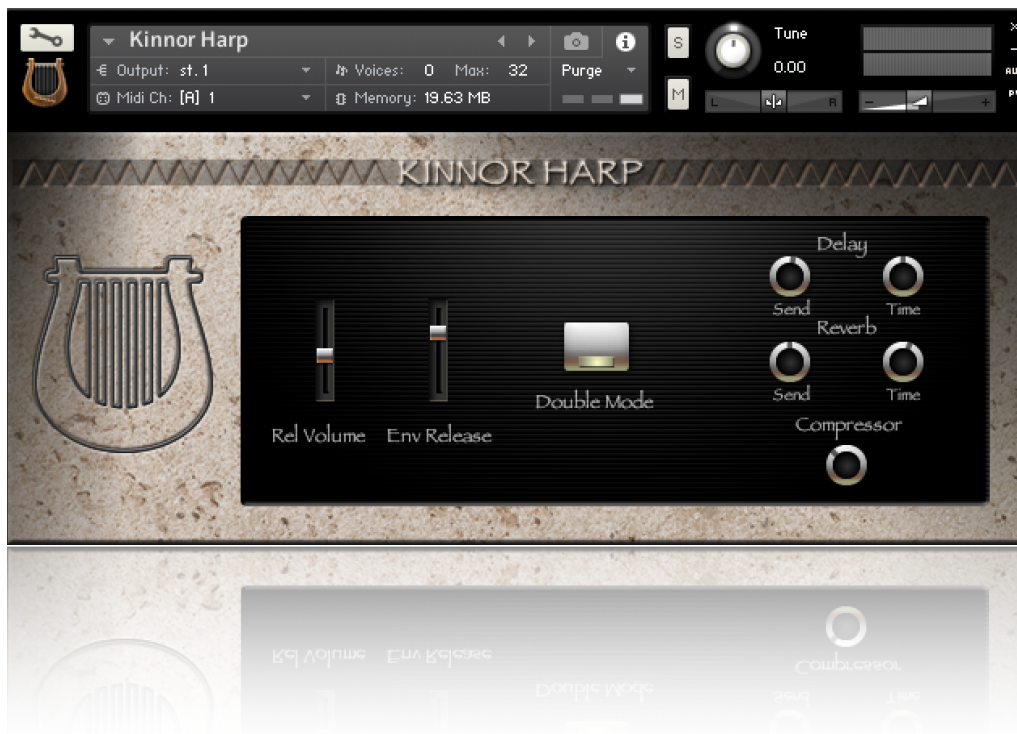 Kinnor Harp
S
Tune
Output: st. 1
Voices: 0 Max: 32
Purge
0.00
Midi Ch: [A] 1
Memory: 19.63 MB
M
L
R
-
+
KINNOR HARP
Delay
Send
Time
Reverb
Send
Time
Double Mode
Compressor
Rel Volume
Env Release